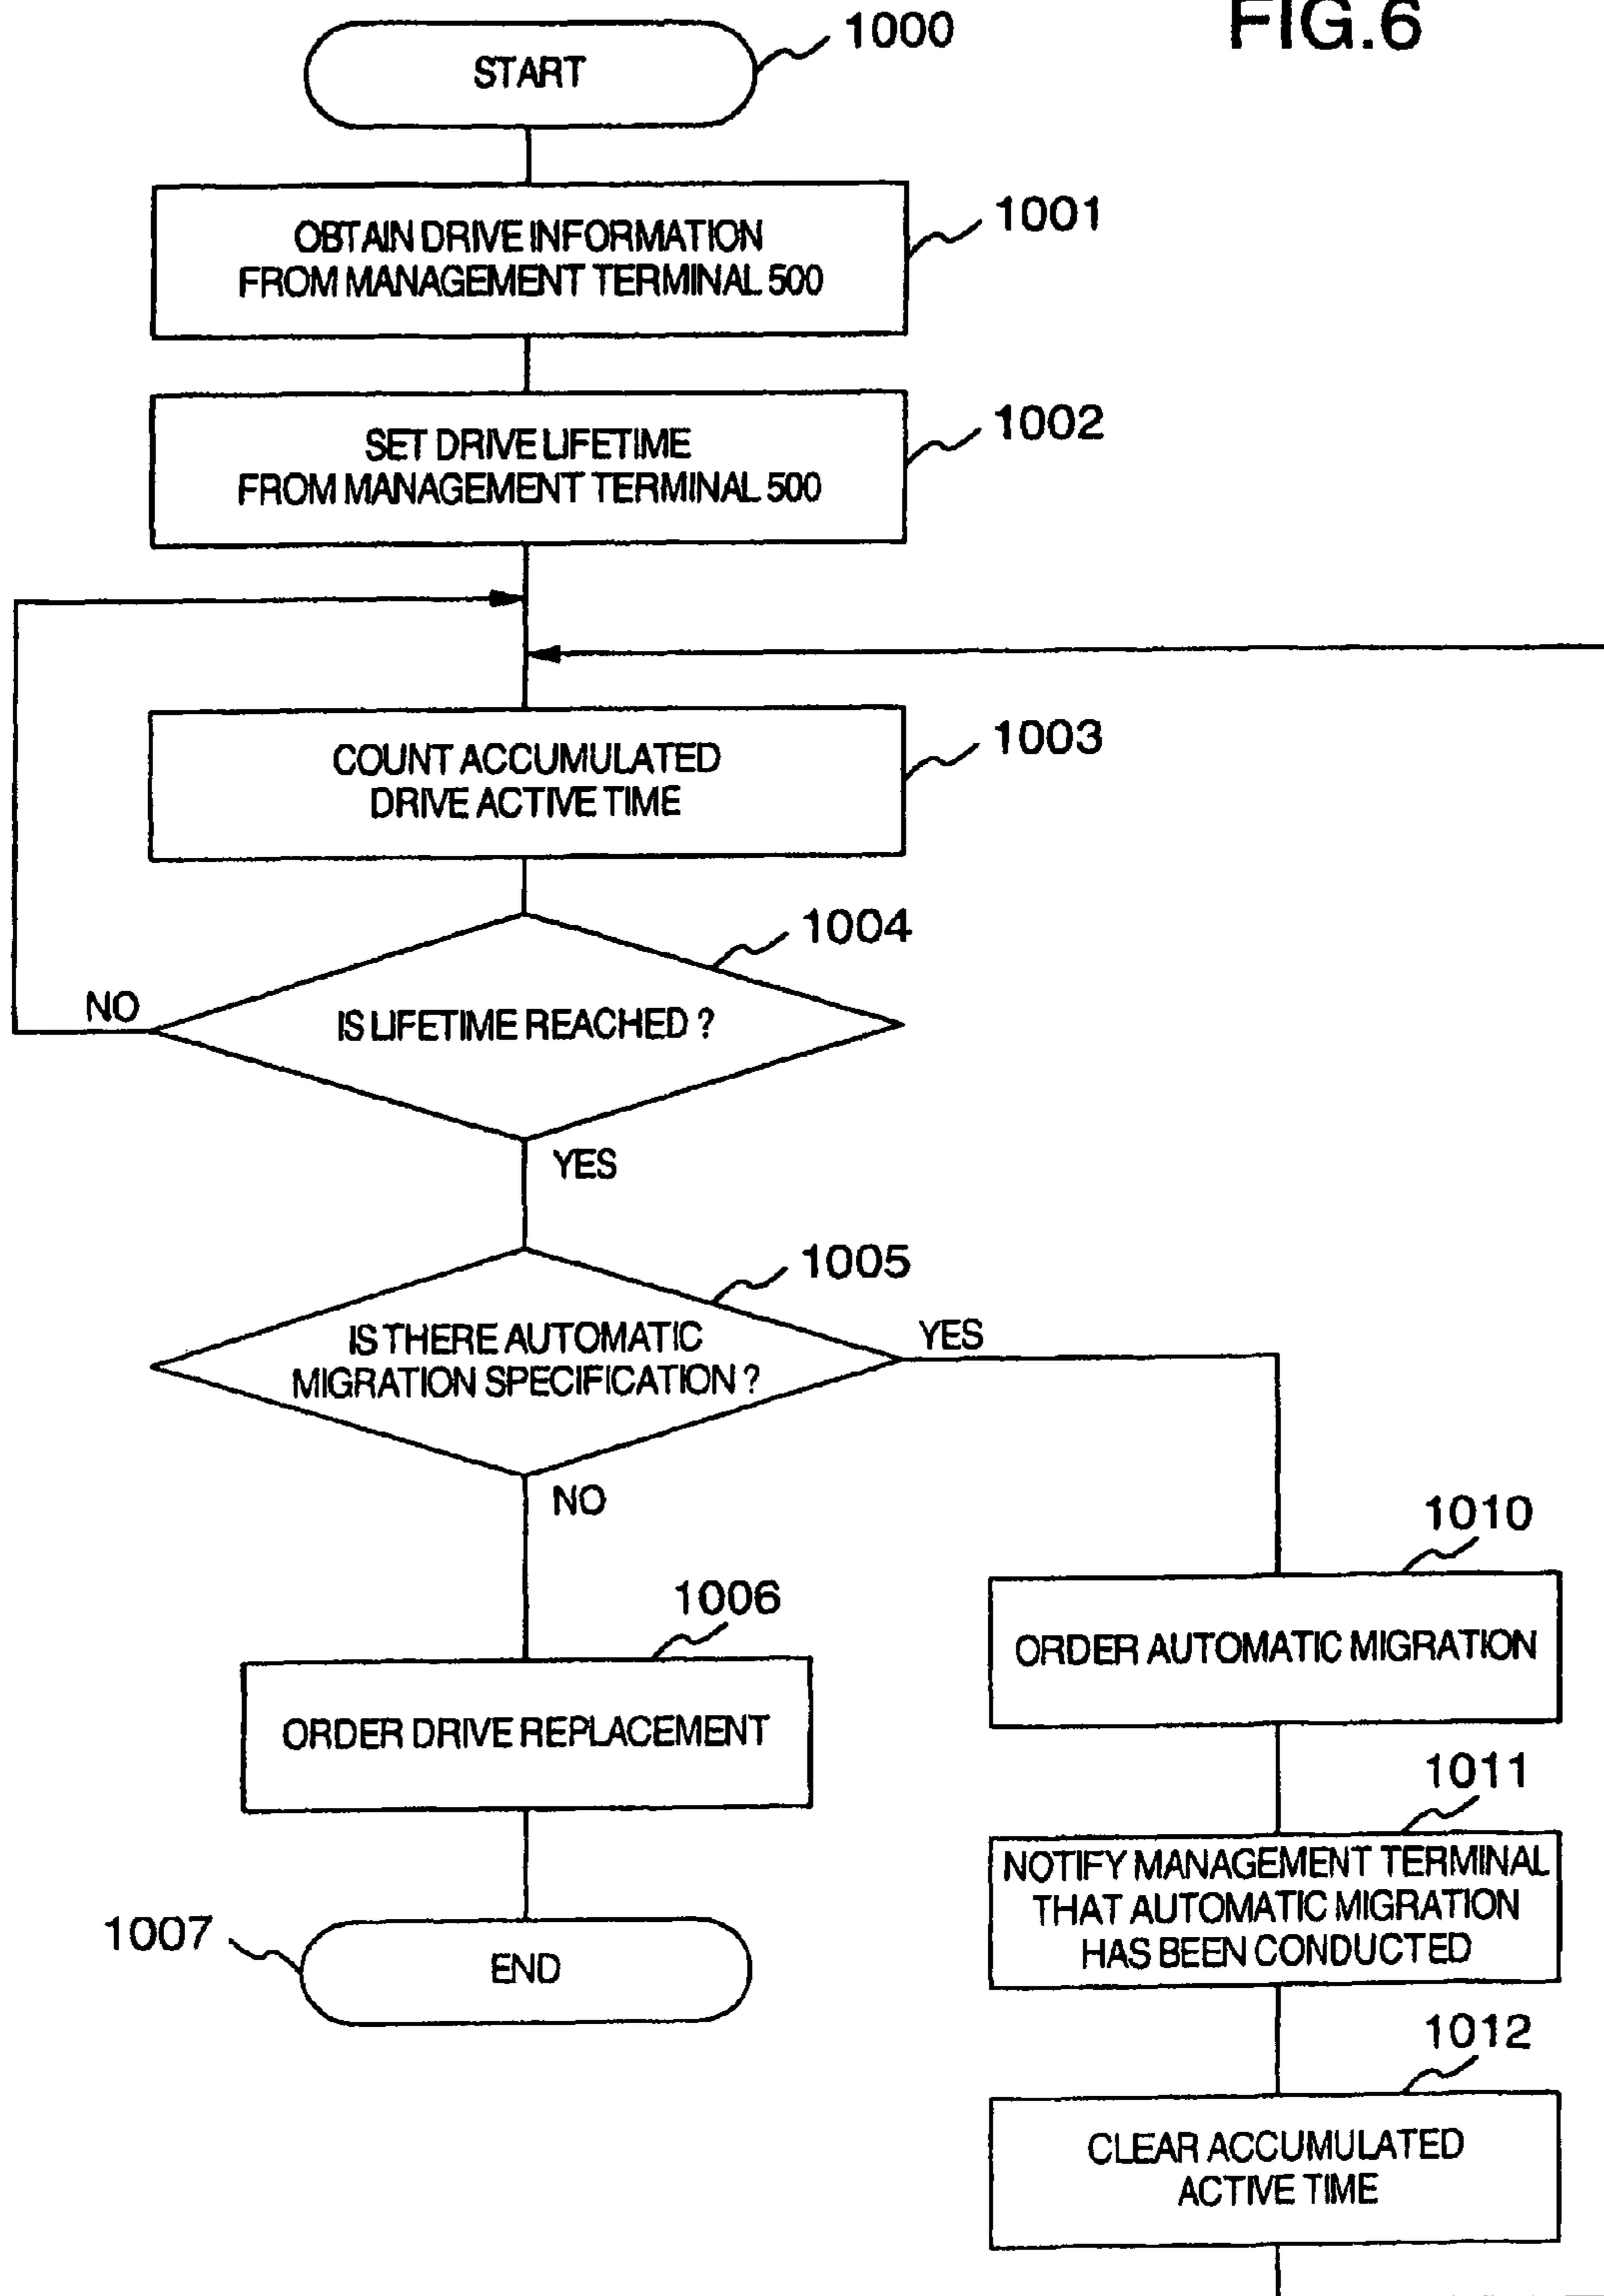 FIG.6
START
1000
OBTAIN DRIVE INFORMATION
FROM MANAGEMENT TERMINAL 500
1001
SET DRIVE LIFETIME
FROM MANAGEMENT TERMINAL 500
1002
COUNT ACCUMULATED
DRIVE ACTIVE TIME
1003
1004
IS LIFETIME REACHED ?
NO
YES
1005
IS THERE AUTOMATIC
MIGRATION SPECIFICATION ?
YES
NO
1006
ORDER DRIVE REPLACEMENT
1007
END
1010
ORDER AUTOMATIC MIGRATION
1011
NOTIFY MANAGEMENT TERMINAL
THAT AUTOMATIC MIGRATION
HAS BEEN CONDUCTED
1012
CLEAR ACCUMULATED
ACTIVE TIME